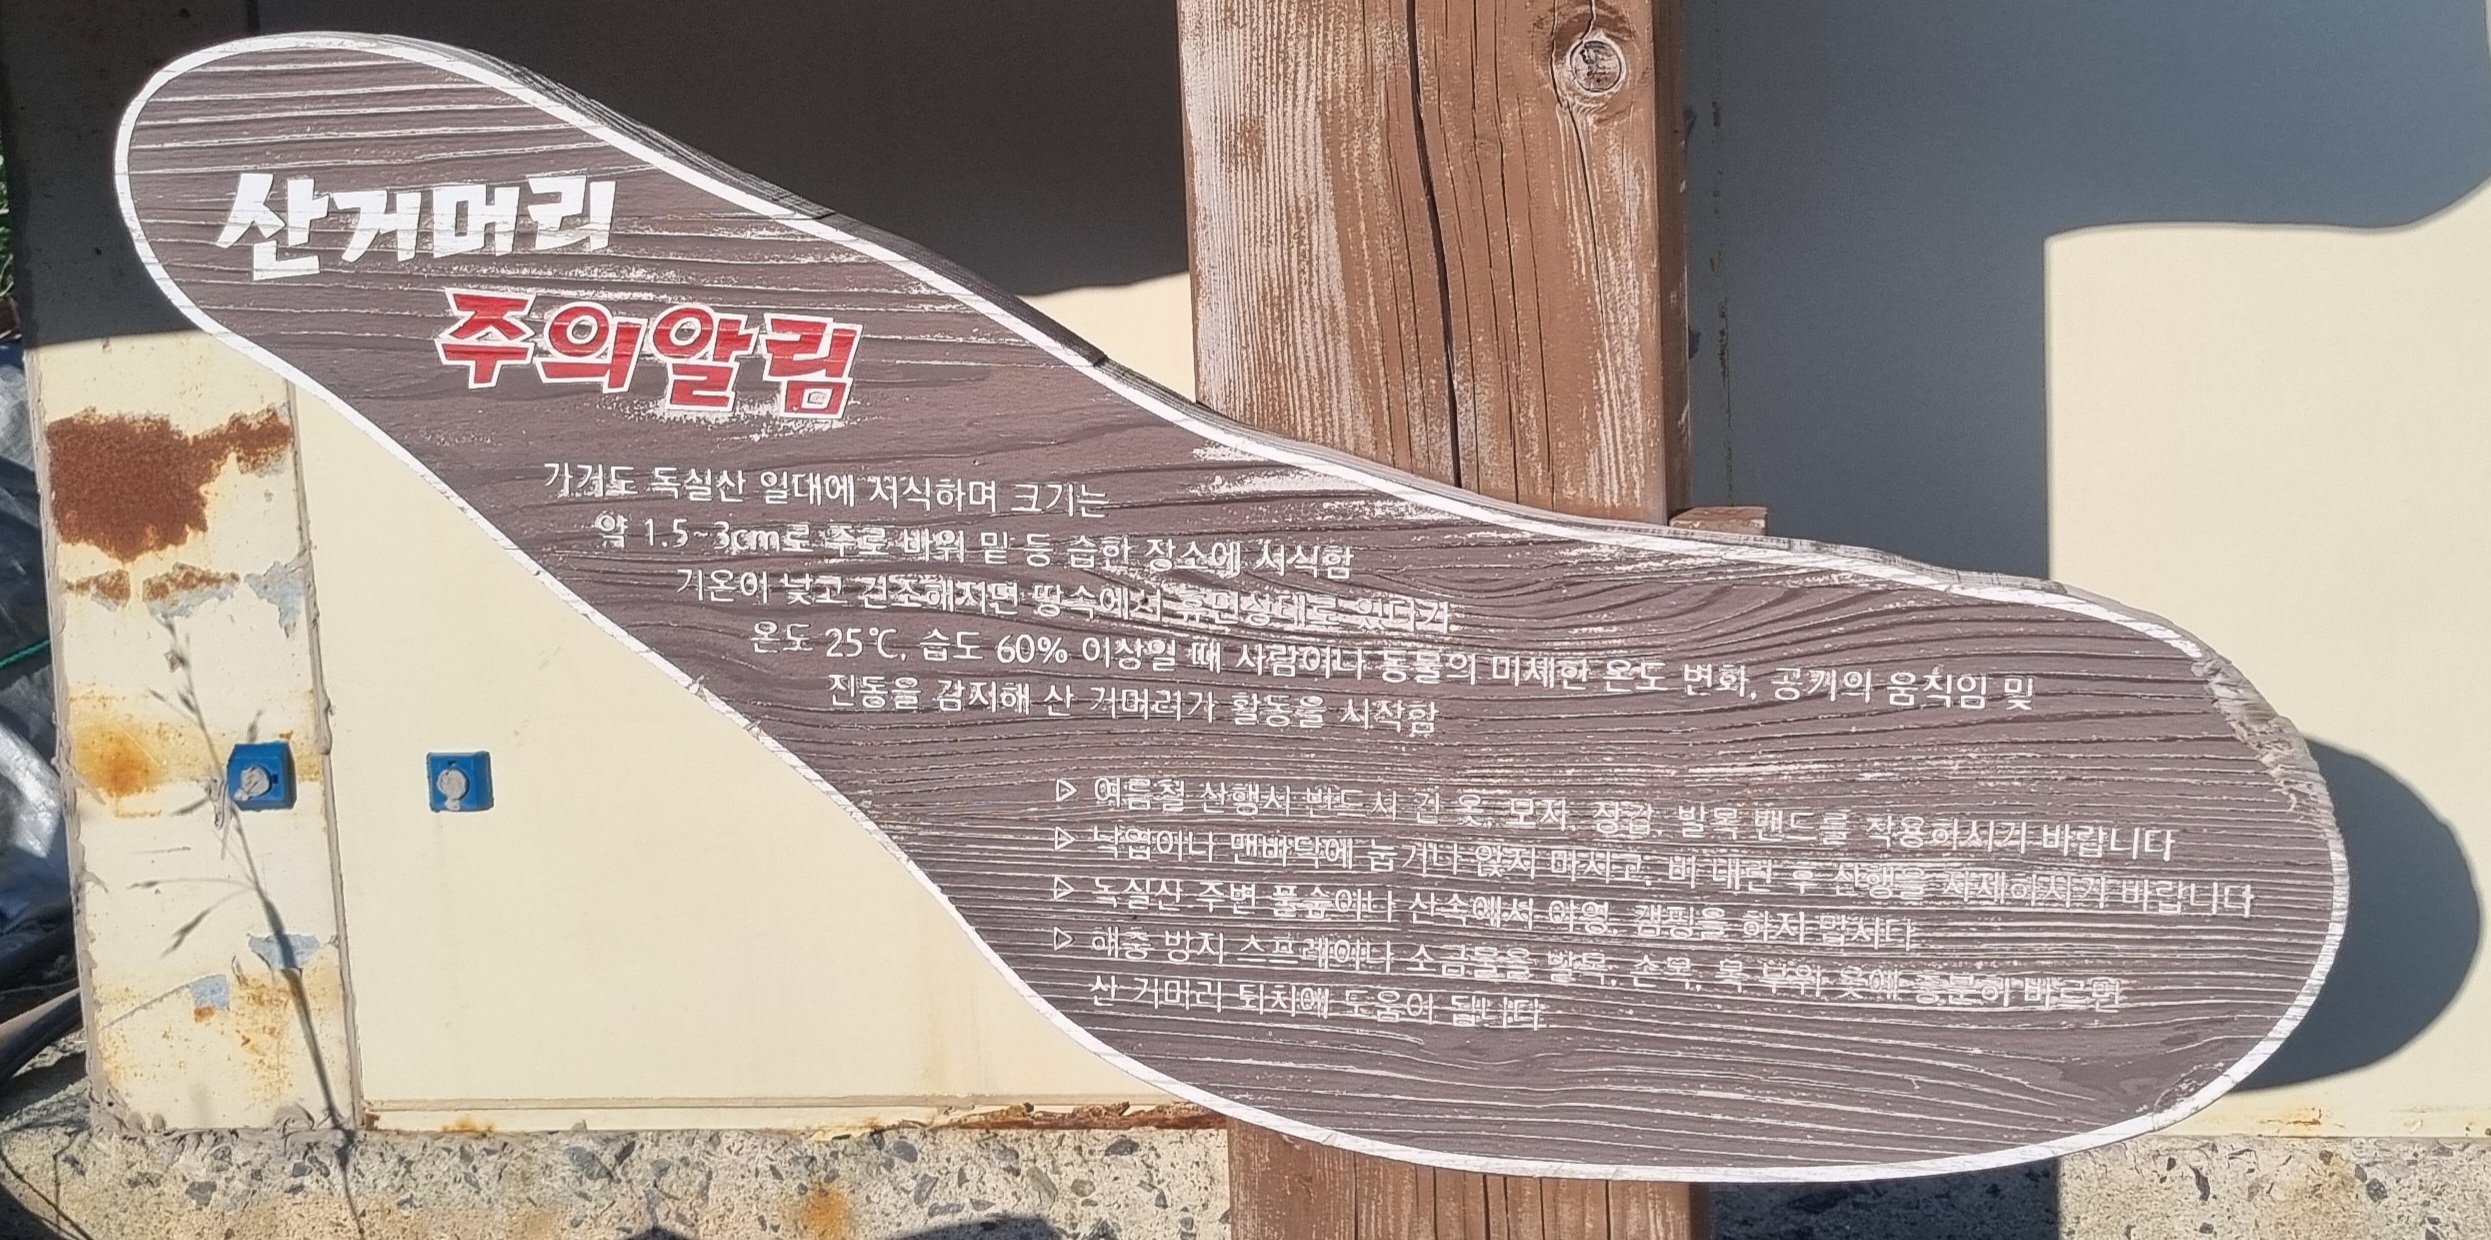 산거머리
주의알림
가거도 독실산 일대에 서식하며 크기는
약 1.5~3cm로 주로 바위 밑 등 습한 장소에 서식함
기온이 낮고 건조해지면 땅속에서 휴면상태로 있다가
온도 25℃, 습도 60% 이상일 때 사람이나 동물의 미세한 온도 변화, 공기의 움직임 및
진동을 감지해 산 거머리가 활동을 시작함
▷ 여름철 산행시 반드시 긴 옷, 모자, 장갑, 발목 밴드를 착용하시기 바랍니다
▷ 낙엽이나 맨바닥에 눕거나 앉지 마시고, 비 내린 후 산행을 자제하시기 바랍니다
▷ 독실산 주변 풀숲이나 산속에서 야영, 캠핑을 하지 맙시다
▷ 해충 방지 스프레이나 소금물을 발목, 손목, 목 부위 옷에 충분히 바르면
산 거머리 퇴치에 도움이 됩니다